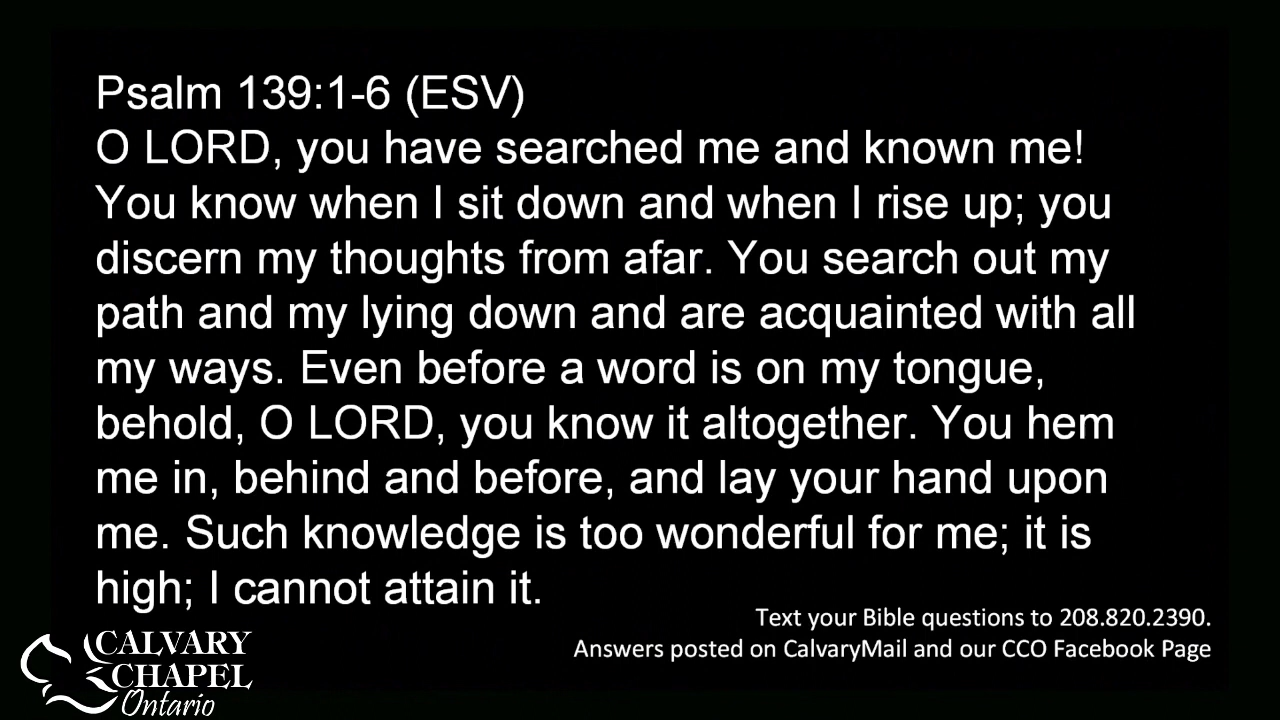 Psalm 139:1-6 (ESV)
O LORD, you have searched me and known me!
You know when I sit down and when I rise up; you
discern my thoughts from afar. You search out my
path and my lying down and are acquainted with all
my ways. Even before a word is on my tongue,
behold, O LORD, you know it altogether. You hem
me in, behind and before, and lay your hand upon
me. Such knowledge is too wonderful for me; it is
high; I cannot attain it.
Text your Bible questions to 208.820.2390.
Answers posted on CalvaryMail and our CCO Facebook Page
CALVARY
CHAPEL
Ontario